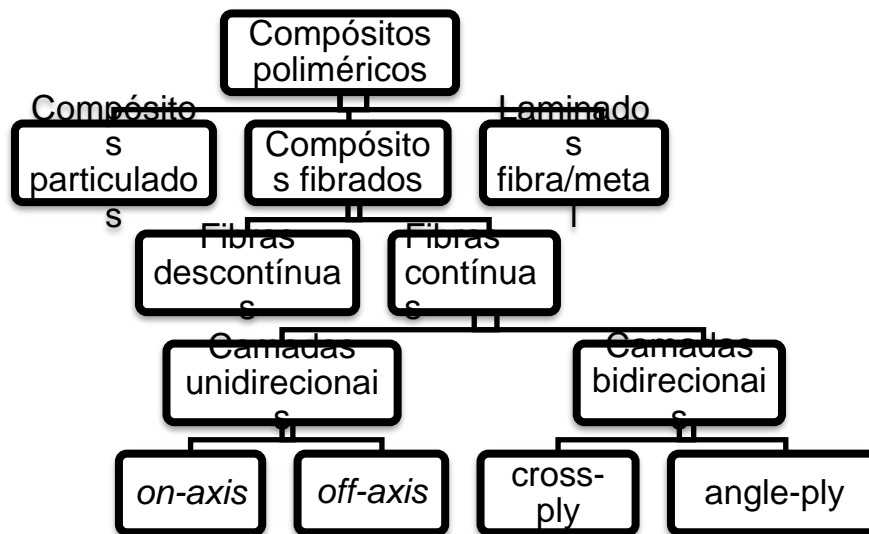 Compósitos
poliméricos
Compósito
s
particulado
s
Compósito
s fibrados
Laminado
s
fibra/meta
l
Fibras
descontínua
s
Fibras
contínua
s
Camadas
unidirecionai
s
Camadas
bidirecionai
s
on-axis
off-axis
cross-
ply
angle-ply